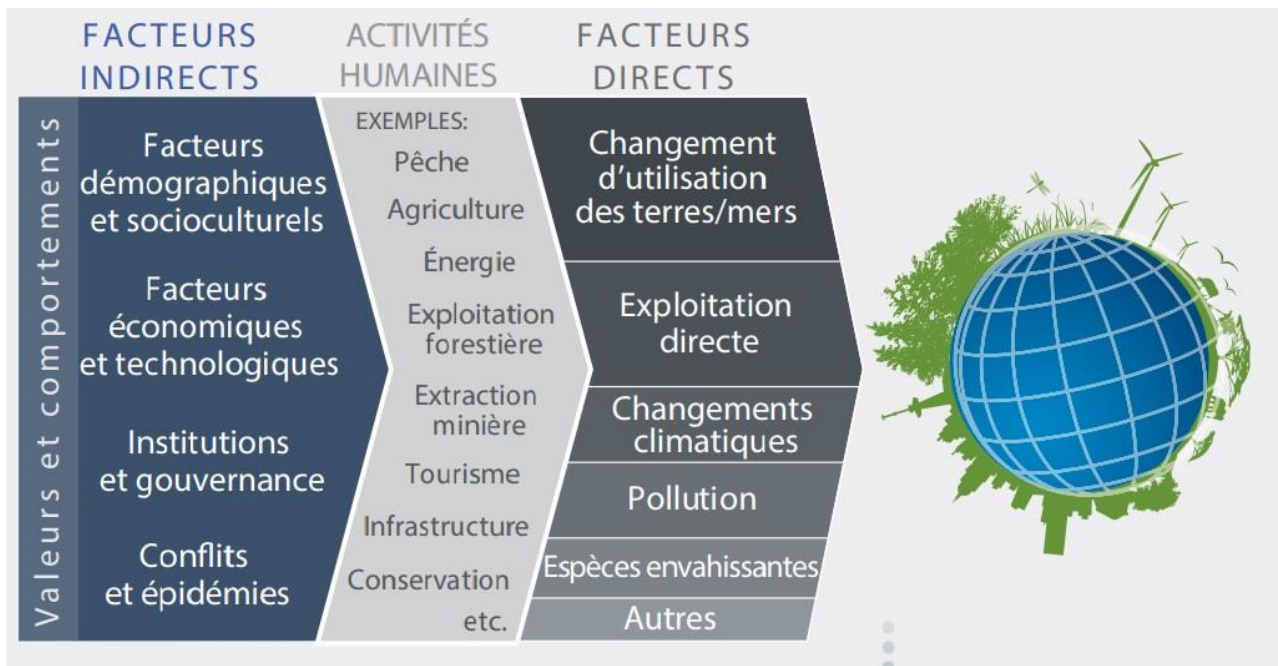 FACTEURS
INDIRECTS
ACTIVITÉS
HUMAINES
FACTEURS
DIRECTS
Valeurs et comportements
Facteurs
démographiques
et socioculturels
Facteurs
économiques
et technologiques
Institutions
et gouvernance
Conflits
et épidémies
EXEMPLES:
Pêche
Agriculture
Énergie
Exploitation
forestière
Extraction
minière
Tourisme
Infrastructure
Conservation
etc.
Changement
d'utilisation
des terres/mers
Exploitation
directe
Changements
climatiques
Pollution
Espèces envahissantes
Autres